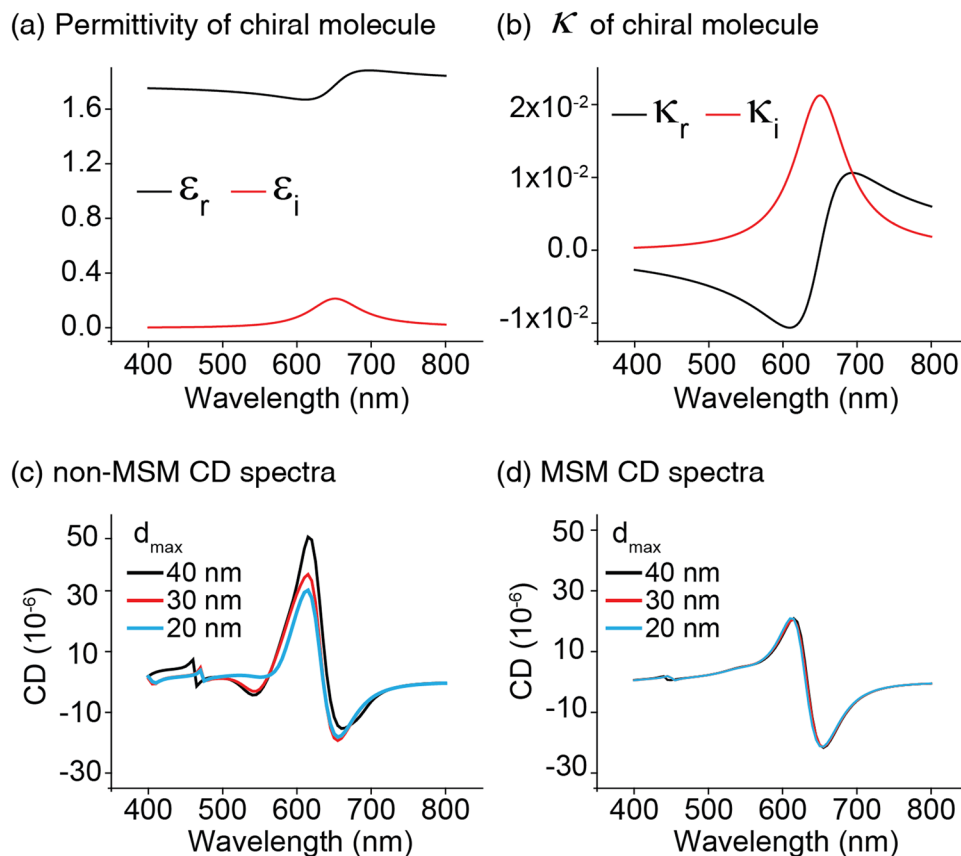 (a) Permittivity of chiral molecule
1.6
1.2
0.8
0.4
0.0
εr εi
400 500 600 700 800
Wavelength (nm)
(b) κ of chiral molecule
2x10-2
1x10-2
0.0
-1x10-2
κr κi
400 500 600 700 800
Wavelength (nm)
(c) non-MSM CD spectra
CD (10-6)
50
30
10
-10
-30
dmax
40 nm
30 nm
20 nm
400 500 600 700 800
Wavelength (nm)
(d) MSM CD spectra
CD (10-6)
50
30
10
-10
-30
dmax
40 nm
30 nm
20 nm
400 500 600 700 800
Wavelength (nm)